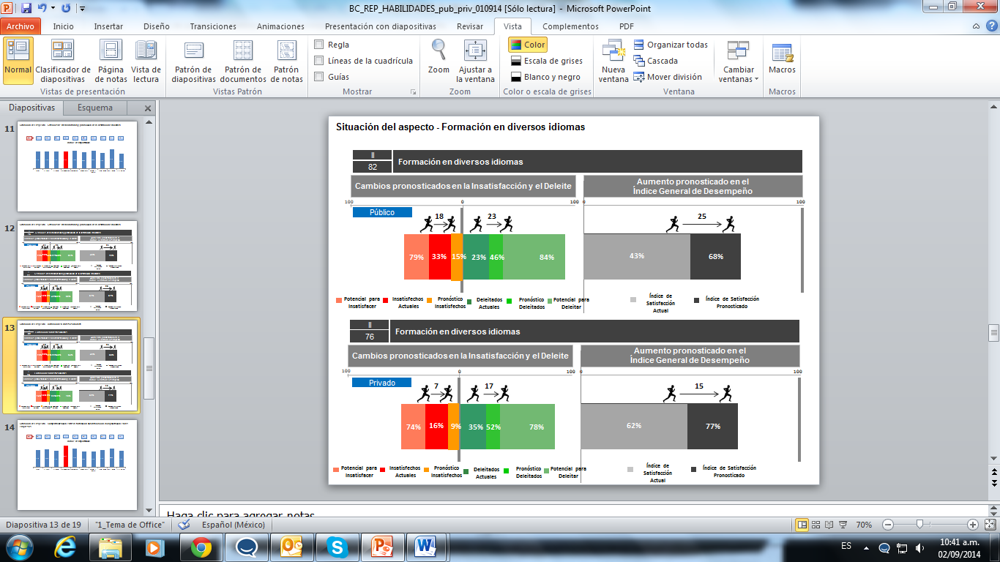 BC_REP_HABILIDADES_pub_priv_010914 [Sólo lectura] - Microsoft PowerPoint
Archivo
Inicio
Insertar
Diseño
Transiciones
Animaciones
Presentación con diapositivas
Revisar
Vista
Complementos
PDF
Normal
Clasificador de diapositivas
Página de notas
Vista de lectura
Vistas de presentación
Patrón de diapositivas
Patrón de documentos
Patrón de notas
Vistas Patrón
Regla
Líneas de la cuadrícula
Guías
Mostrar
Zoom
Ajustar a la ventana
Zoom
Color
Escala de grises
Blanco y negro
Color o escala de grises
Nueva ventana
Organizar todas
Cascada
Mover división
Cambiar ventanas
Ventana
Macros
Macros
Diapositivas
Esquema
11
12
13
14
Situación del aspecto - Formación en diversos idiomas
II
82
Formación en diversos idiomas
Cambios pronosticados en la Insatisfacción y el Deleite
Aumento pronosticado en el
Índice General de Desempeño
100
0
100
0
100
Público
18
23
25
79%
33%
15%
23%
46%
84%
43%
68%
Potencial para Insatisfacer
Insatisfechos Actuales
Pronóstico Insatisfechos
Deleitados Actuales
Pronóstico Deleitados
Potencial para Deleitar
Índice de Satisfacción Actual
Índice de Satisfacción Pronosticado
II
76
Formación en diversos idiomas
Cambios pronosticados en la Insatisfacción y el Deleite
Aumento pronosticado en el
Índice General de Desempeño
100
0
100
0
100
Privado
7
17
15
74%
16%
9%
35%
52%
78%
62%
77%
Potencial para Insatisfacer
Insatisfechos Actuales
Pronóstico Insatisfechos
Deleitados Actuales
Pronóstico Deleitados
Potencial para Deleitar
Índice de Satisfacción Actual
Índice de Satisfacción Pronosticado
Haga clic para agregar notas
Diapositiva 13 de 19
"1_Tema de Office"
Español (México)
70%
ES
10:41 a.m.
02/09/2014